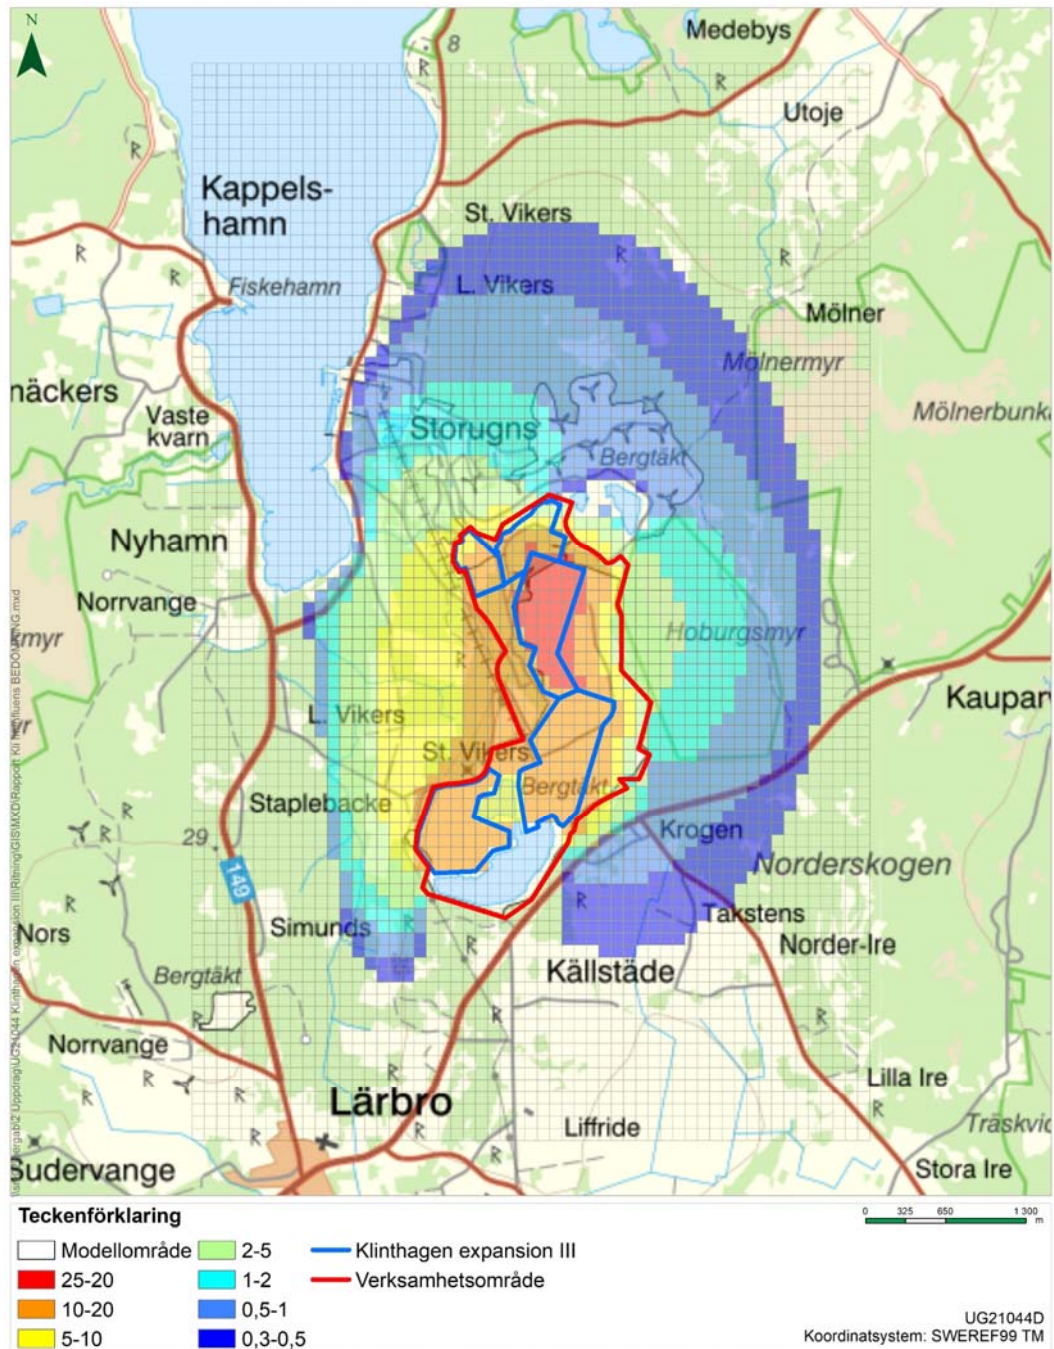 N
Medebys
8
R
R
Utoje
R
Kappels-
hamn
St. Vikers
R
R
R
R
Fiskehamn
L. Vikers
Mölner
Mölnermyr
näckers
Vaste
kvarn
Storugns
Mölnerbunk
Bergtäkt
Nyhamn
Norrvange
Hoburgsmyr
kmyr
R
Kaupar
L. Vikers
yr
St. Vikers
Bergtäkt
Staplebacke
R
29
Krogen
149
Norderskogen
R
R
Takstens
Nors
Simunds
R
Norder-Ire
R
Källstäde
Bergtäkt
R
R
R
R
Norrvange
R
R
Lilla Ire
R
R
R
Lärbro
Träskvid
Liffride
R
R
R
Sudervange
Stora Ire
Teckenförklaring
0 325 650 1 300
m
Modellområde
2-5
Klinthagen expansion III
25-20
1-2
Verksamhetsområde
10-20
0,5-1
5-10
0,3-0,5
UG21044D
Koordinatsystem: SWEREF99 TM